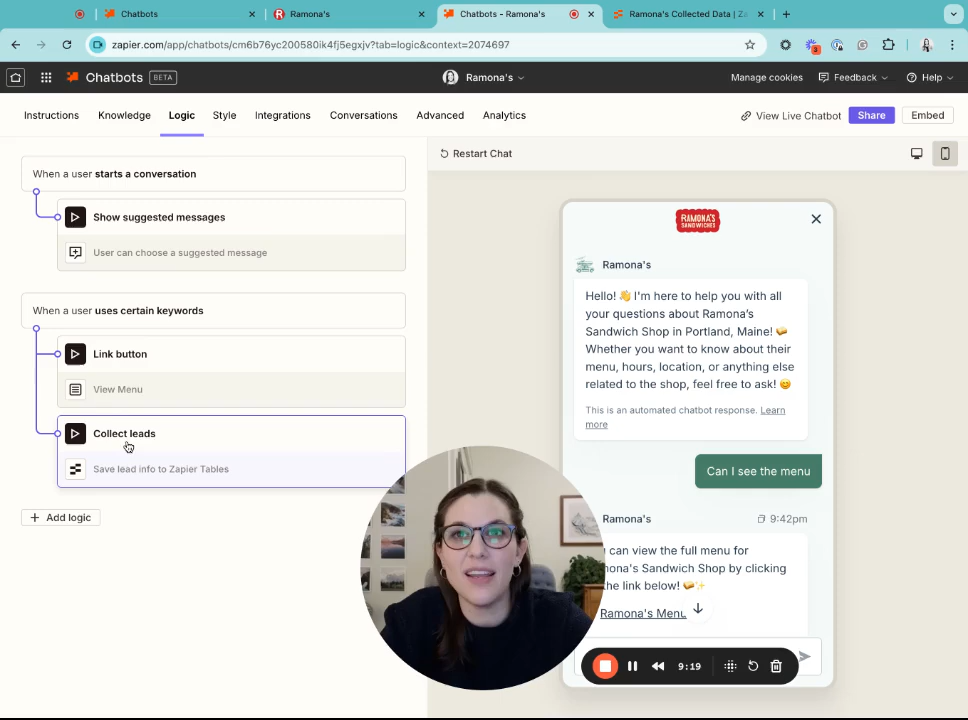 Chatbots
Ramona's
Chatbots - Ramona's
Ramona's Collected Data | Za
zapier.com/app/chatbots/cm6b76yc200580ik4fj5egxjv?tab=logic&context=2074697
3
Chatbots BETA
Ramona's
Manage cookies
Feedback
Help
Instructions
Knowledge
Logic
Style
Integrations
Conversations
Advanced
Analytics
View Live Chatbot
Share
Embed
When a user starts a conversation
Show suggested messages
User can choose a suggested message
When a user uses certain keywords
Link button
View Menu
Collect leads
Save lead info to Zapier Tables
+ Add logic
Restart Chat
RAMONA'S
SANDWICHES
Ramona's
Hello! 👋 I'm here to help you with all
your questions about Ramona's
Sandwich Shop in Portland, Maine! 🥪
Whether you want to know about their
menu, hours, location, or anything else
related to the shop, feel free to ask! 😊
This is an automated chatbot response. Learn
more
Can I see the menu
Ramona's
9:42pm
can view the full menu for
mona's Sandwich Shop by clicking
the link below! 🥪✨
Ramona's Menu
9:19